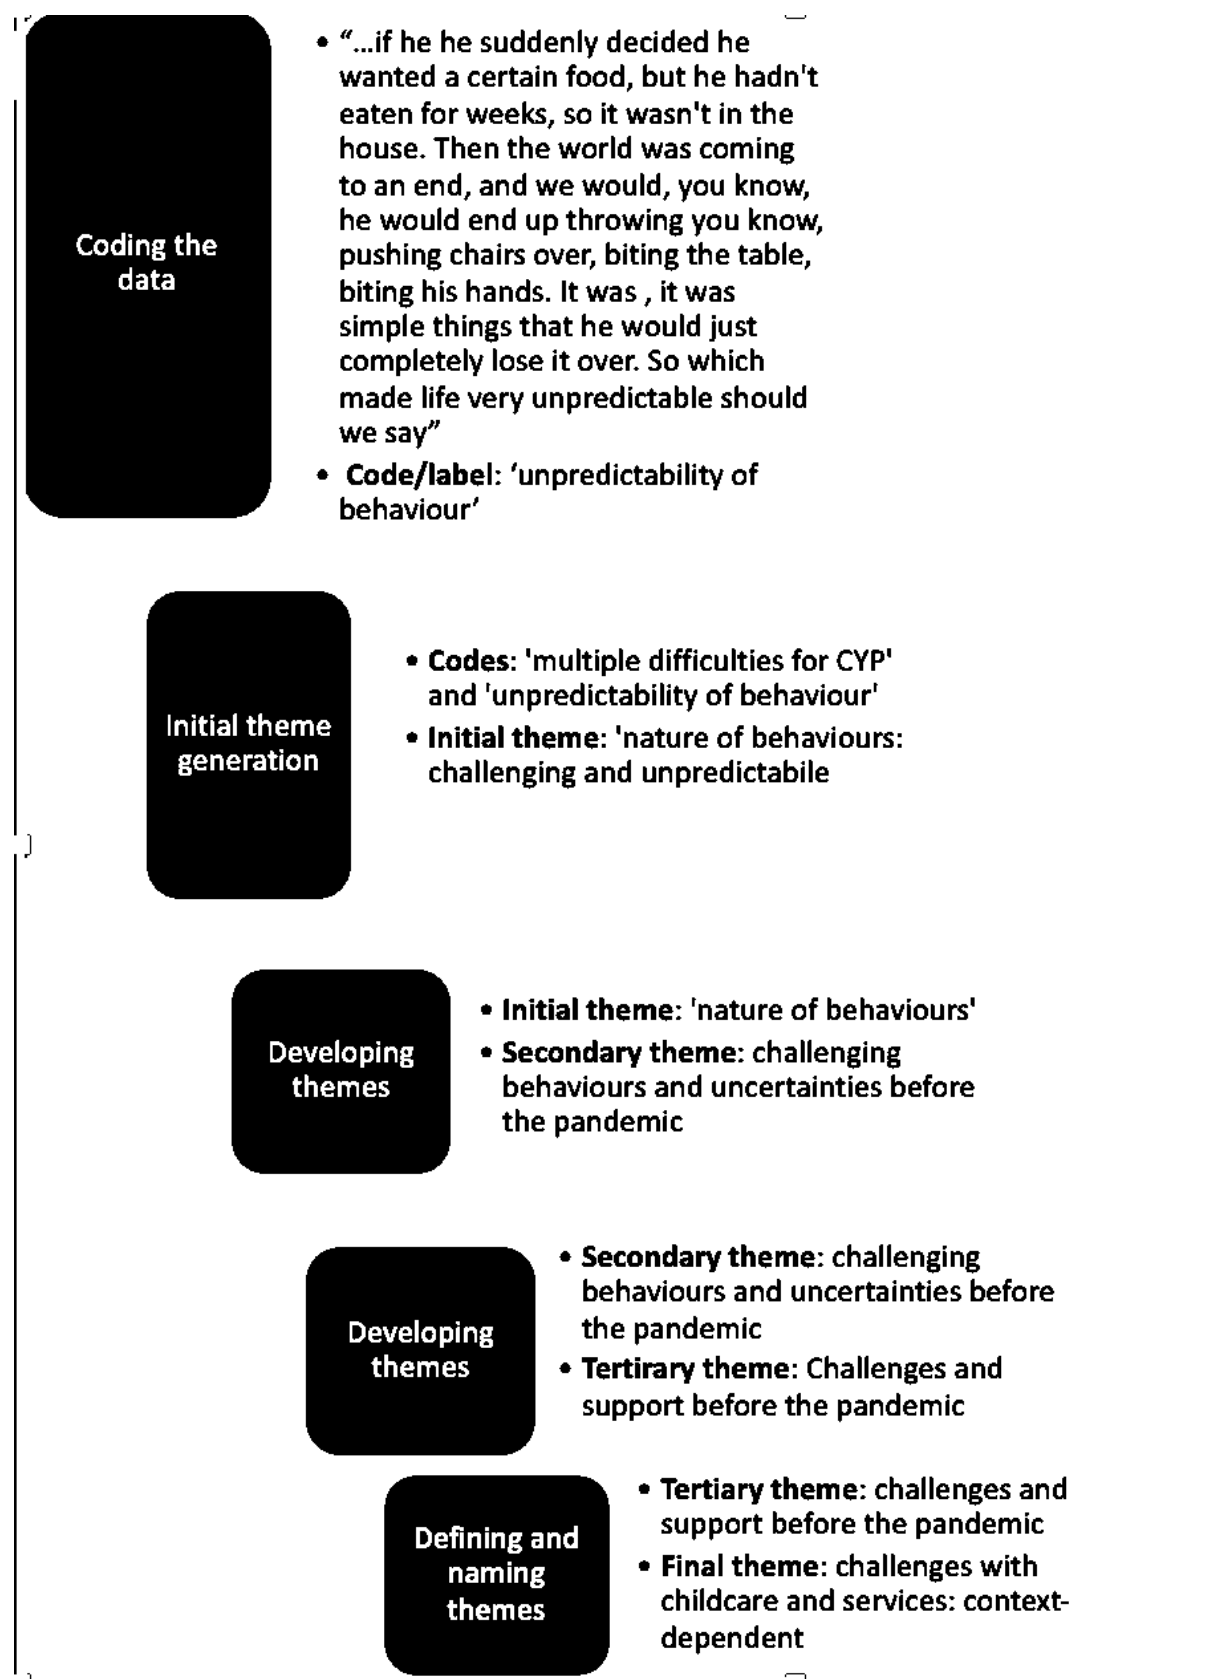 Coding the
data
• “...if he he suddenly decided he
wanted a certain food, but he hadn't
eaten for weeks, so it wasn't in the
house. Then the world was coming
to an end, and we would, you know,
he would end up throwing you know,
pushing chairs over, biting the table,
biting his hands. It was , it was
simple things that he would just
completely lose it over. So which
made life very unpredictable should
we say”
• Code/label: ‘unpredictability of
behaviour’
Initial theme
generation
• Codes: 'multiple difficulties for CYP'
and 'unpredictability of behaviour'
• Initial theme: 'nature of behaviours:
challenging and unpredictabile
Developing
themes
• Initial theme: 'nature of behaviours'
• Secondary theme: challenging
behaviours and uncertainties before
the pandemic
Developing
themes
• Secondary theme: challenging
behaviours and uncertainties before
the pandemic
• Tertirary theme: Challenges and
support before the pandemic
Defining and
naming
themes
• Tertiary theme: challenges and
support before the pandemic
• Final theme: challenges with
childcare and services: context-
dependent